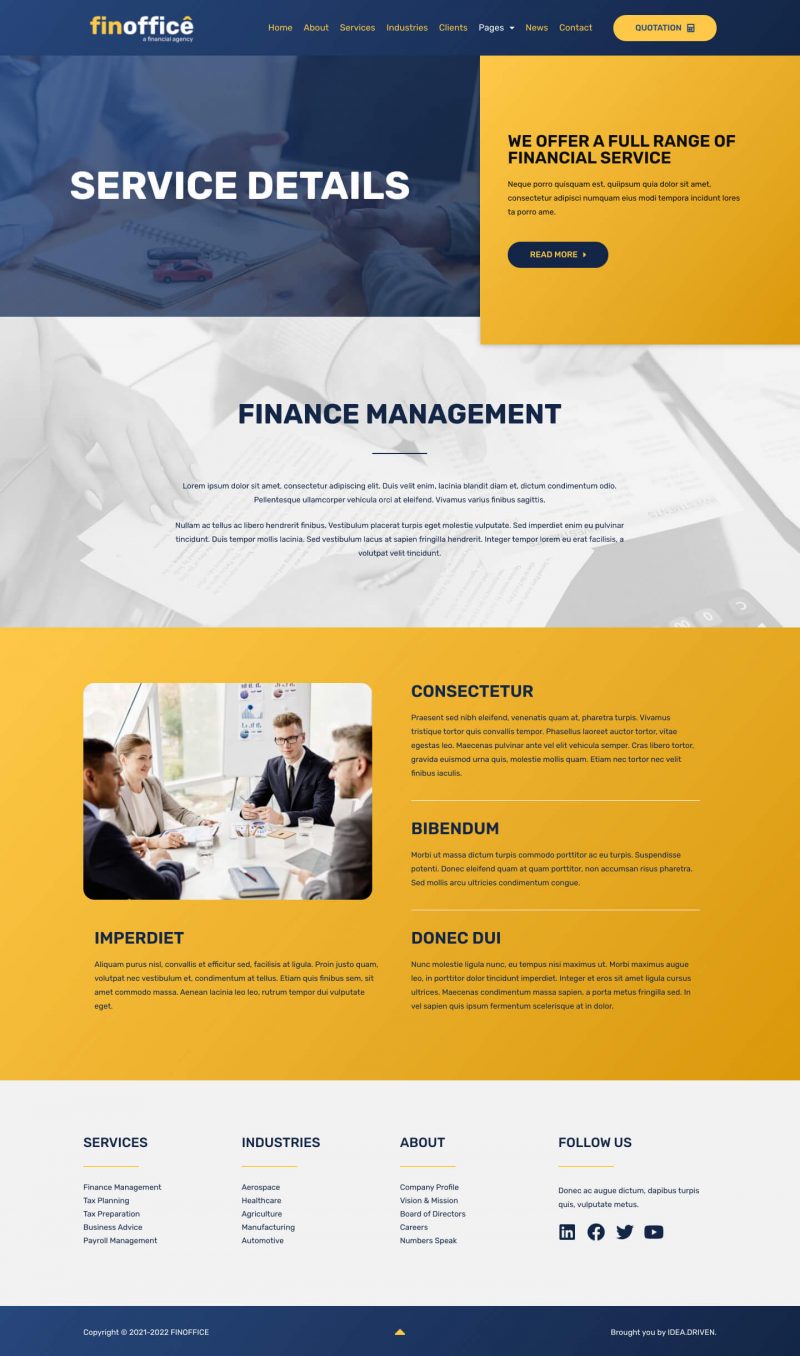 finofficê
a financial agency
Home About Services Industries Clients Pages News Contact
QUOTATION
SERVICE DETAILS
WE OFFER A FULL RANGE OF
FINANCIAL SERVICE
Neque porro quisquam est, quiipsum quia dolor sit amet,
consectetur adipisci numquam eius modi tempora incidunt lores
ta porro ame.
READ MORE
FINANCE MANAGEMENT
Lorem ipsum dolor sit amet, consectetur adipiscing elit. Duis velit enim, lacinia blandit diam et, dictum condimentum odio.
Pellentesque ullamcorper vehicula orci at eleifend. Vivamus varius finibus sagittis.
Nullam ac tellus ac libero hendrerit finibus. Vestibulum placerat turpis eget molestie vulputate. Sed imperdiet enim eu pulvinar
tincidunt. Duis tempor mollis lacinia. Sed vestibulum lacus at sapien fringilla hendrerit. Integer tempor lorem eu erat facilisis, a
volutpat velit tincidunt.
CONSECTETUR
Praesent sed nibh eleifend, venenatis quam at, pharetra turpis. Vivamus
tristique tortor quis convallis tempor. Phasellus laoreet auctor tortor, vitae
egestas leo. Maecenas pulvinar ante vel elit vehicula semper. Cras libero tortor,
gravida euismod urna quis, molestie mollis quam. Etiam nec tortor nec velit
finibus iaculis.
BIBENDUM
Morbi ut massa dictum turpis commodo porttitor ac eu turpis. Suspendisse
potenti. Donec eleifend quam at quam porttitor, non accumsan risus pharetra.
Sed mollis arcu ultricies condimentum congue.
IMPERDIET
Aliquam purus nisl, convallis et efficitur sed, facilisis at ligula. Proin justo quam,
volutpat nec vestibulum et, condimentum at tellus. Etiam quis finibus sem, sit
amet commodo massa. Aenean lacinia leo leo, rutrum tempor dui vulputate
eget.
DONEC DUI
Nunc molestie ligula nunc, eu tempus nisi maximus ut. Morbi maximus augue
leo, in porttitor dolor tincidunt imperdiet. Integer et eros sit amet ligula cursus
ultrices. Maecenas condimentum massa sapien, a porta metus fringilla sed. In
vel sapien quis ipsum fermentum scelerisque at in dolor.
SERVICES
Finance Management
Tax Planning
Tax Preparation
Business Advice
Payroll Management
INDUSTRIES
Aerospace
Healthcare
Agriculture
Manufacturing
Automotive
ABOUT
Company Profile
Vision & Mission
Board of Directors
Careers
Numbers Speak
FOLLOW US
Donec ac augue dictum, dapibus turpis
quis, vulputate metus.
Copyright © 2021-2022 FINOFFICE
Brought you by IDEA.DRIVEN.